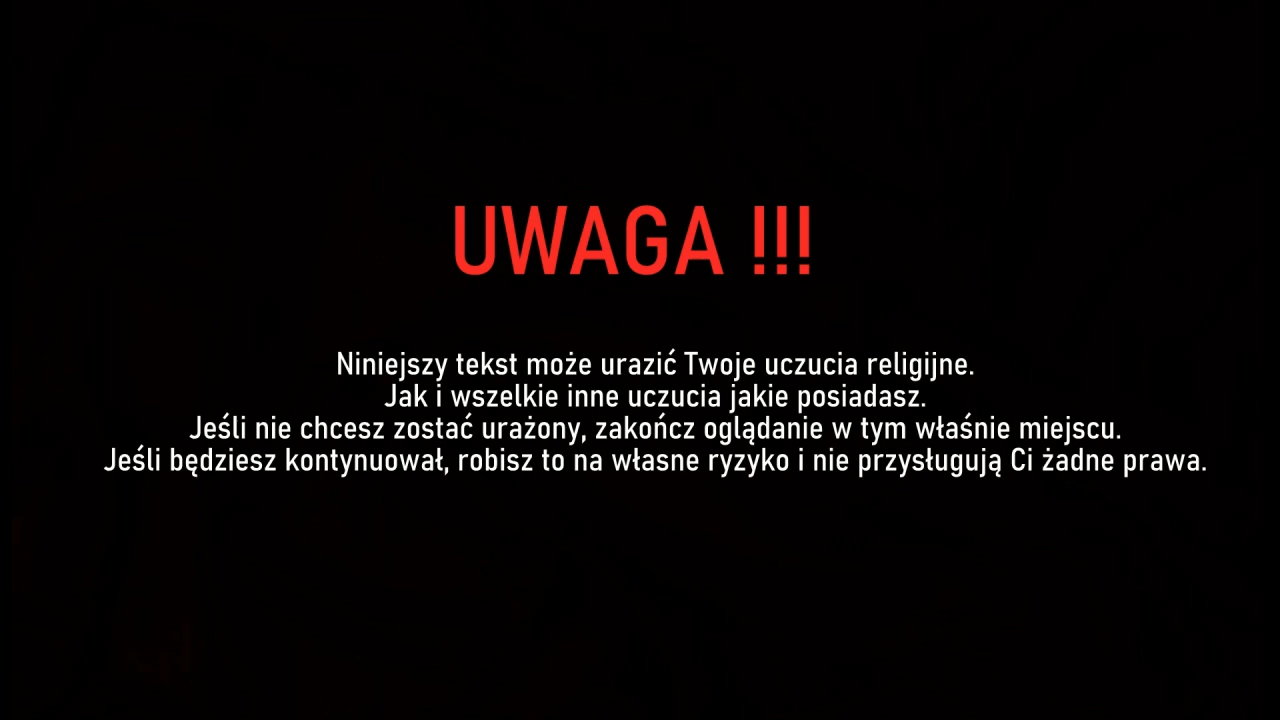 UWAGA !!!
Niniejszy tekst może urazić Twoje uczucia religijne.
Jak i wszelkie inne uczucia jakie posiadasz.
Jeśli nie chcesz zostać urażony, zakończ oglądanie w tym właśnie miejscu.
Jeśli będziesz kontynuował, robisz to na własne ryzyko i nie przysługują Ci żadne prawa.